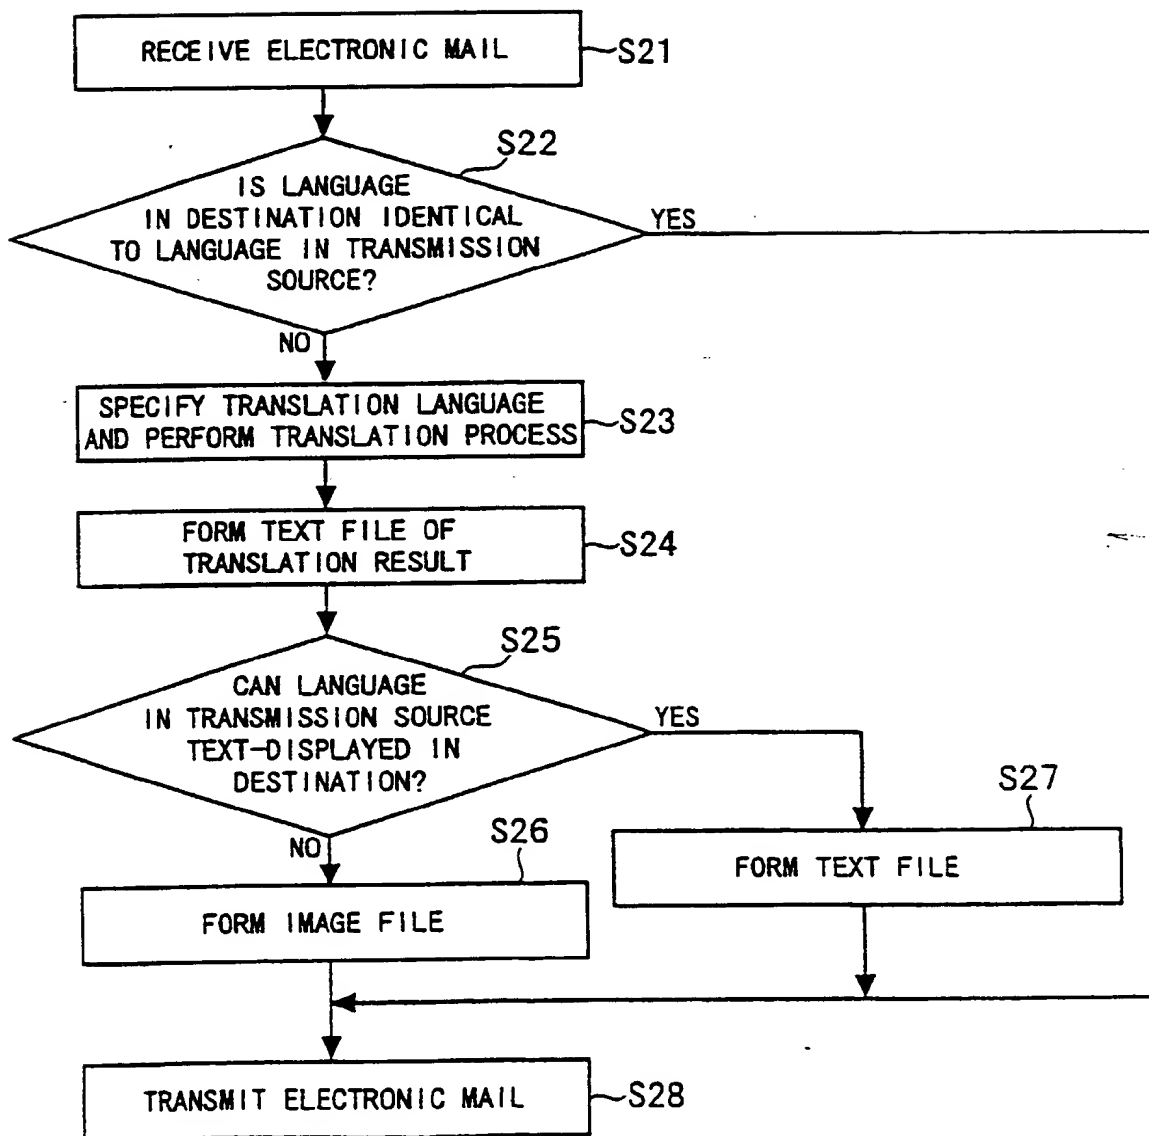 RECEIVE ELECTRONIC MAIL
S21
S22
IS LANGUAGE
IN DESTINATION IDENTICAL
TO LANGUAGE IN TRANSMISSION
SOURCE?
YES
NO
SPECIFY TRANSLATION LANGUAGE
AND PERFORM TRANSLATION PROCESS
S23
FORM TEXT FILE OF
TRANSLATION RESULT
S24
S25
CAN LANGUAGE
IN TRANSMISSION SOURCE
TEXT-DISPLAYED IN
DESTINATION?
YES
NO
S26
FORM IMAGE FILE
S27
FORM TEXT FILE
TRANSMIT ELECTRONIC MAIL
S28